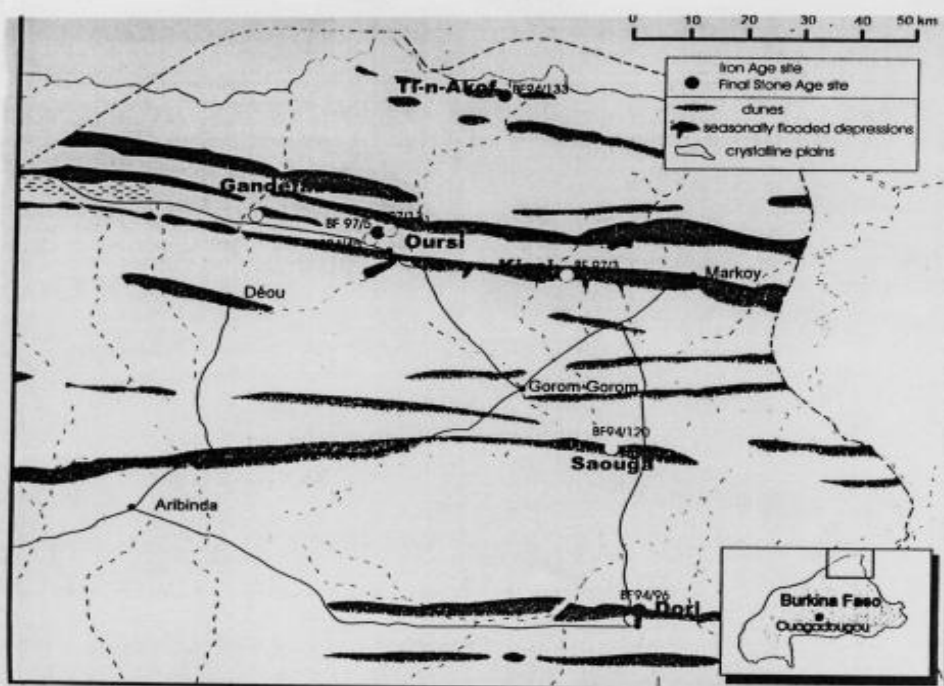 0 10 20 30 40 50 km
Iron Age site
Final Stone Age site
dunes
seasonally flooded depressions
crystalline plains
BF94/133
BF 97/5
Oursi
BF 97/3
Markoy
Déou
Gorom-Gorom
BF94/120
Saouga
Aribinda
BF94/96
Dori
Burkina Faso
Ouagadougou